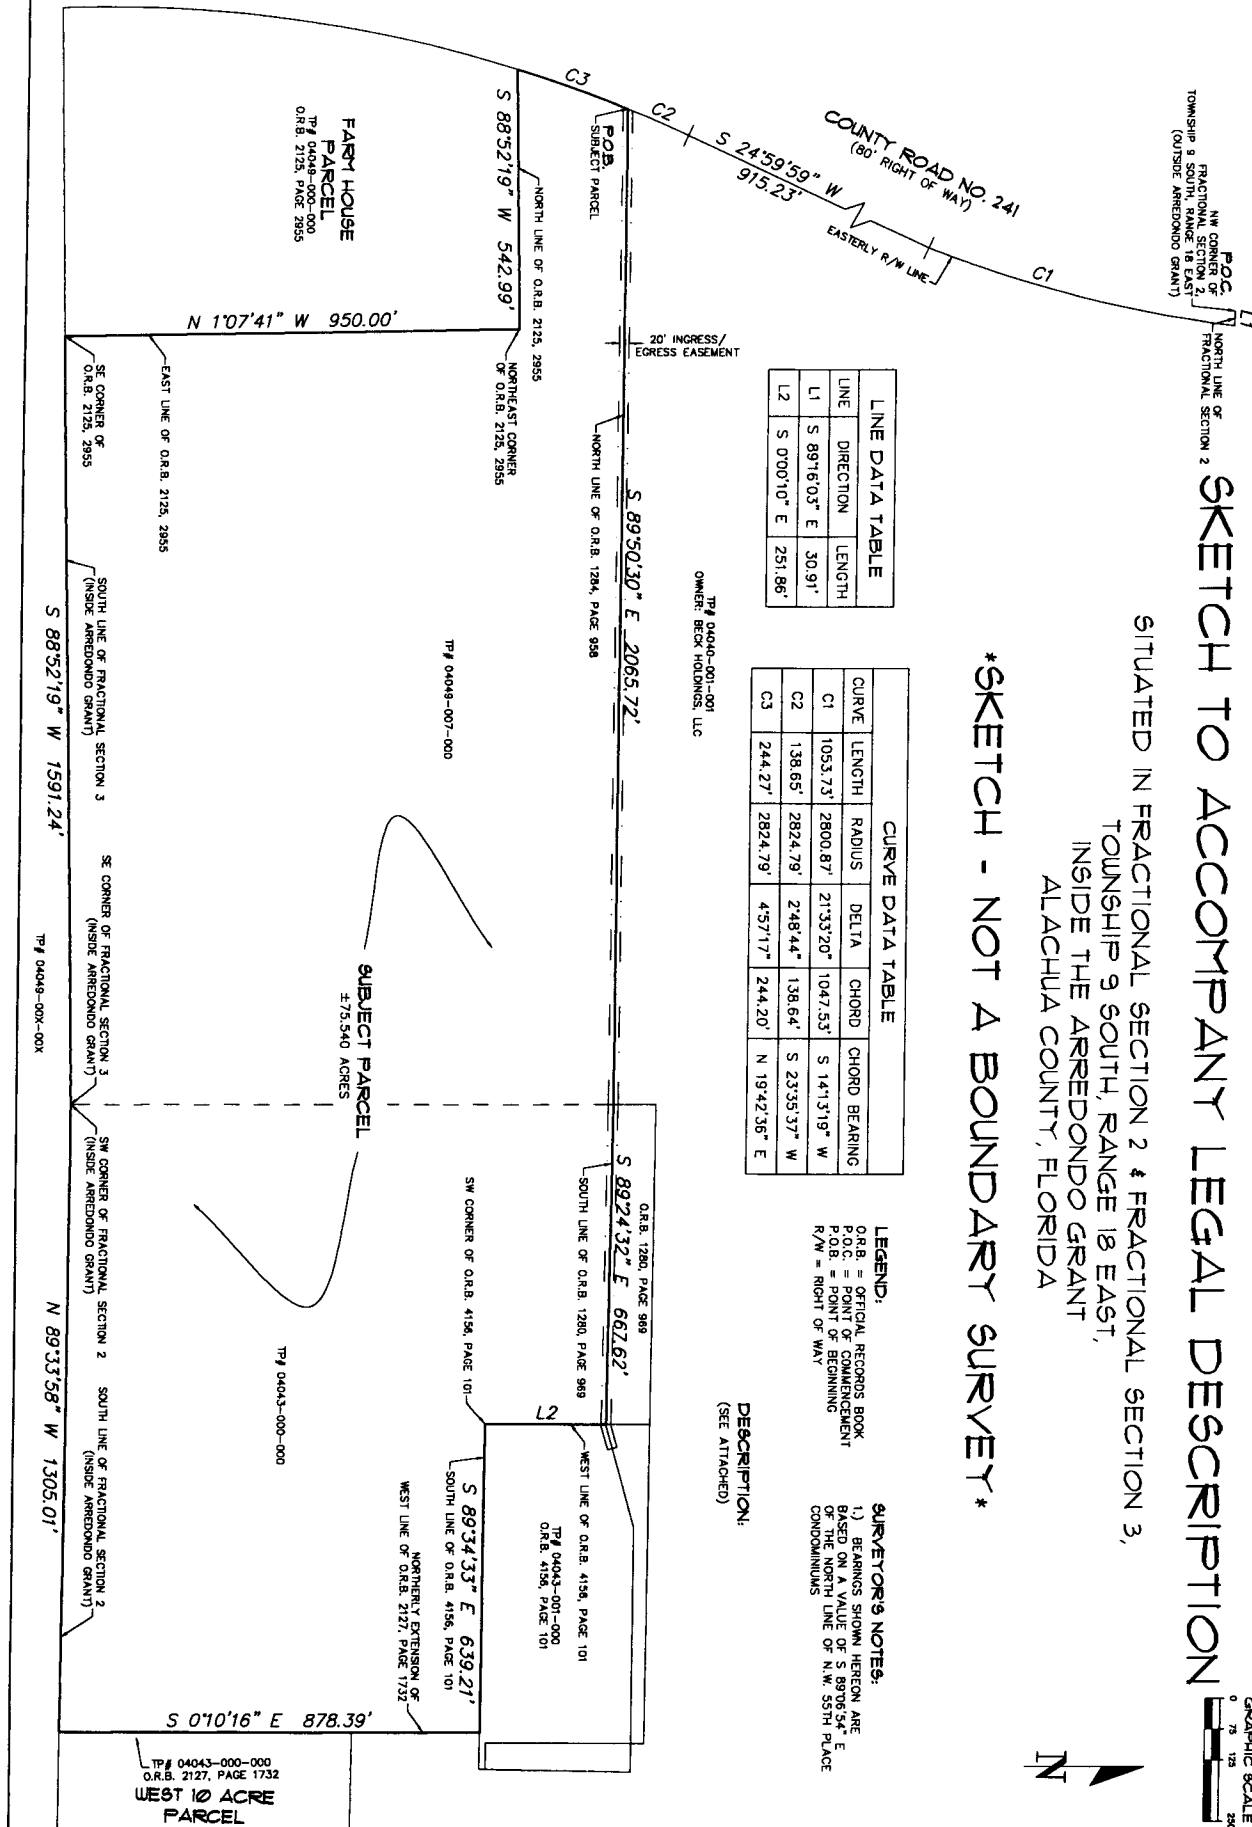 SKETCH TO ACCOMPANY LEGAL DESCRIPTION
SITUATED IN FRACTIONAL SECTION 2 & FRACTIONAL SECTION 3,
TOWNSHIP 9 SOUTH, RANGE 18 EAST,
INSIDE THE ARREDONDO GRANT
ALACHUA COUNTY, FLORIDA
*SKETCH - NOT A BOUNDARY SURVEY*
GRAPHIC SCALE
0 75 125 250
N
P.O.C.
NW CORNER OF
FRACTIONAL SECTION 2,
TOWNSHIP 9 SOUTH, RANGE 18 EAST
(OUTSIDE ARREDONDO GRANT)
L1
NORTH LINE OF
FRACTIONAL SECTION 2
C1
COUNTY ROAD NO. 241
(80' RIGHT OF WAY)
EASTERLY R/W LINE
S 24°59'59" W
915.23'
C2
C3
P.O.B.
SUBJECT PARCEL
LINE DATA TABLE
LINE DIRECTION LENGTH
L1 S 89°16'03" E 30.91'
L2 S 0°00'10" E 251.86'
CURVE DATA TABLE
CURVE LENGTH RADIUS DELTA CHORD CHORD BEARING
C1 1053.73' 2800.87' 21°33'20" 1047.53' S 14°13'19" W
C2 138.65' 2824.79' 2°48'44" 138.64' S 23°35'37" W
C3 244.27' 2824.79' 4°57'17" 244.20' N 19°42'36" E
LEGEND:
O.R.B. = OFFICIAL RECORDS BOOK
P.O.C. = POINT OF COMMENCEMENT
P.O.B. = POINT OF BEGINNING
R/W = RIGHT OF WAY
SURVEYOR'S NOTES:
1.) BEARINGS SHOWN HEREON ARE
BASED ON A VALUE OF S 89°06'54" E
OF THE NORTH LINE OF N.W. 55TH PLACE
CONDOMINIUMS
DESCRIPTION:
(SEE ATTACHED)
TP# 04040-001-001
OWNER: BECK HOLDINGS, LLC
20' INGRESS/
EGRESS EASEMENT
S 89°50'30" E 2065.72'
NORTH LINE OF O.R.B. 1284, PAGE 958
O.R.B. 1280, PAGE 969
S 89°24'32" E 667.62'
SOUTH LINE OF O.R.B. 1280, PAGE 969
L2
WEST LINE OF O.R.B. 4156, PAGE 101
TP# 04043-001-000
O.R.B. 4156, PAGE 101
SW CORNER OF O.R.B. 4156, PAGE 101
S 89°34'33" E 639.21'
SOUTH LINE OF O.R.B. 4156, PAGE 101
NORTHERLY EXTENSION OF
WEST LINE OF O.R.B. 2127, PAGE 1732
NORTH LINE OF O.R.B. 2125, 2955
S 88°52'19" W 542.99'
NORTHEAST CORNER
OF O.R.B. 2125, 2955
FARM HOUSE
PARCEL
TP# 04049-000-000
O.R.B. 2125, PAGE 2955
N 1°07'41" W 950.00'
EAST LINE OF O.R.B. 2125, 2955
SE CORNER OF
O.R.B. 2125, 2955
TP# 04049-007-000
SUBJECT PARCEL
±75.540 ACRES
TP# 04043-000-000
SOUTH LINE OF FRACTIONAL SECTION 3
(INSIDE ARREDONDO GRANT)
SE CORNER OF FRACTIONAL SECTION 3
(INSIDE ARREDONDO GRANT)
SW CORNER OF FRACTIONAL SECTION 2
(INSIDE ARREDONDO GRANT)
SOUTH LINE OF FRACTIONAL SECTION 2
(INSIDE ARREDONDO GRANT)
S 88°52'19" W 1591.24'
N 89°33'58" W 1305.01'
TP# 04049-00X-00X
S 0°10'16" E 878.39'
TP# 04043-000-000
O.R.B. 2127, PAGE 1732
WEST 10 ACRE
PARCEL